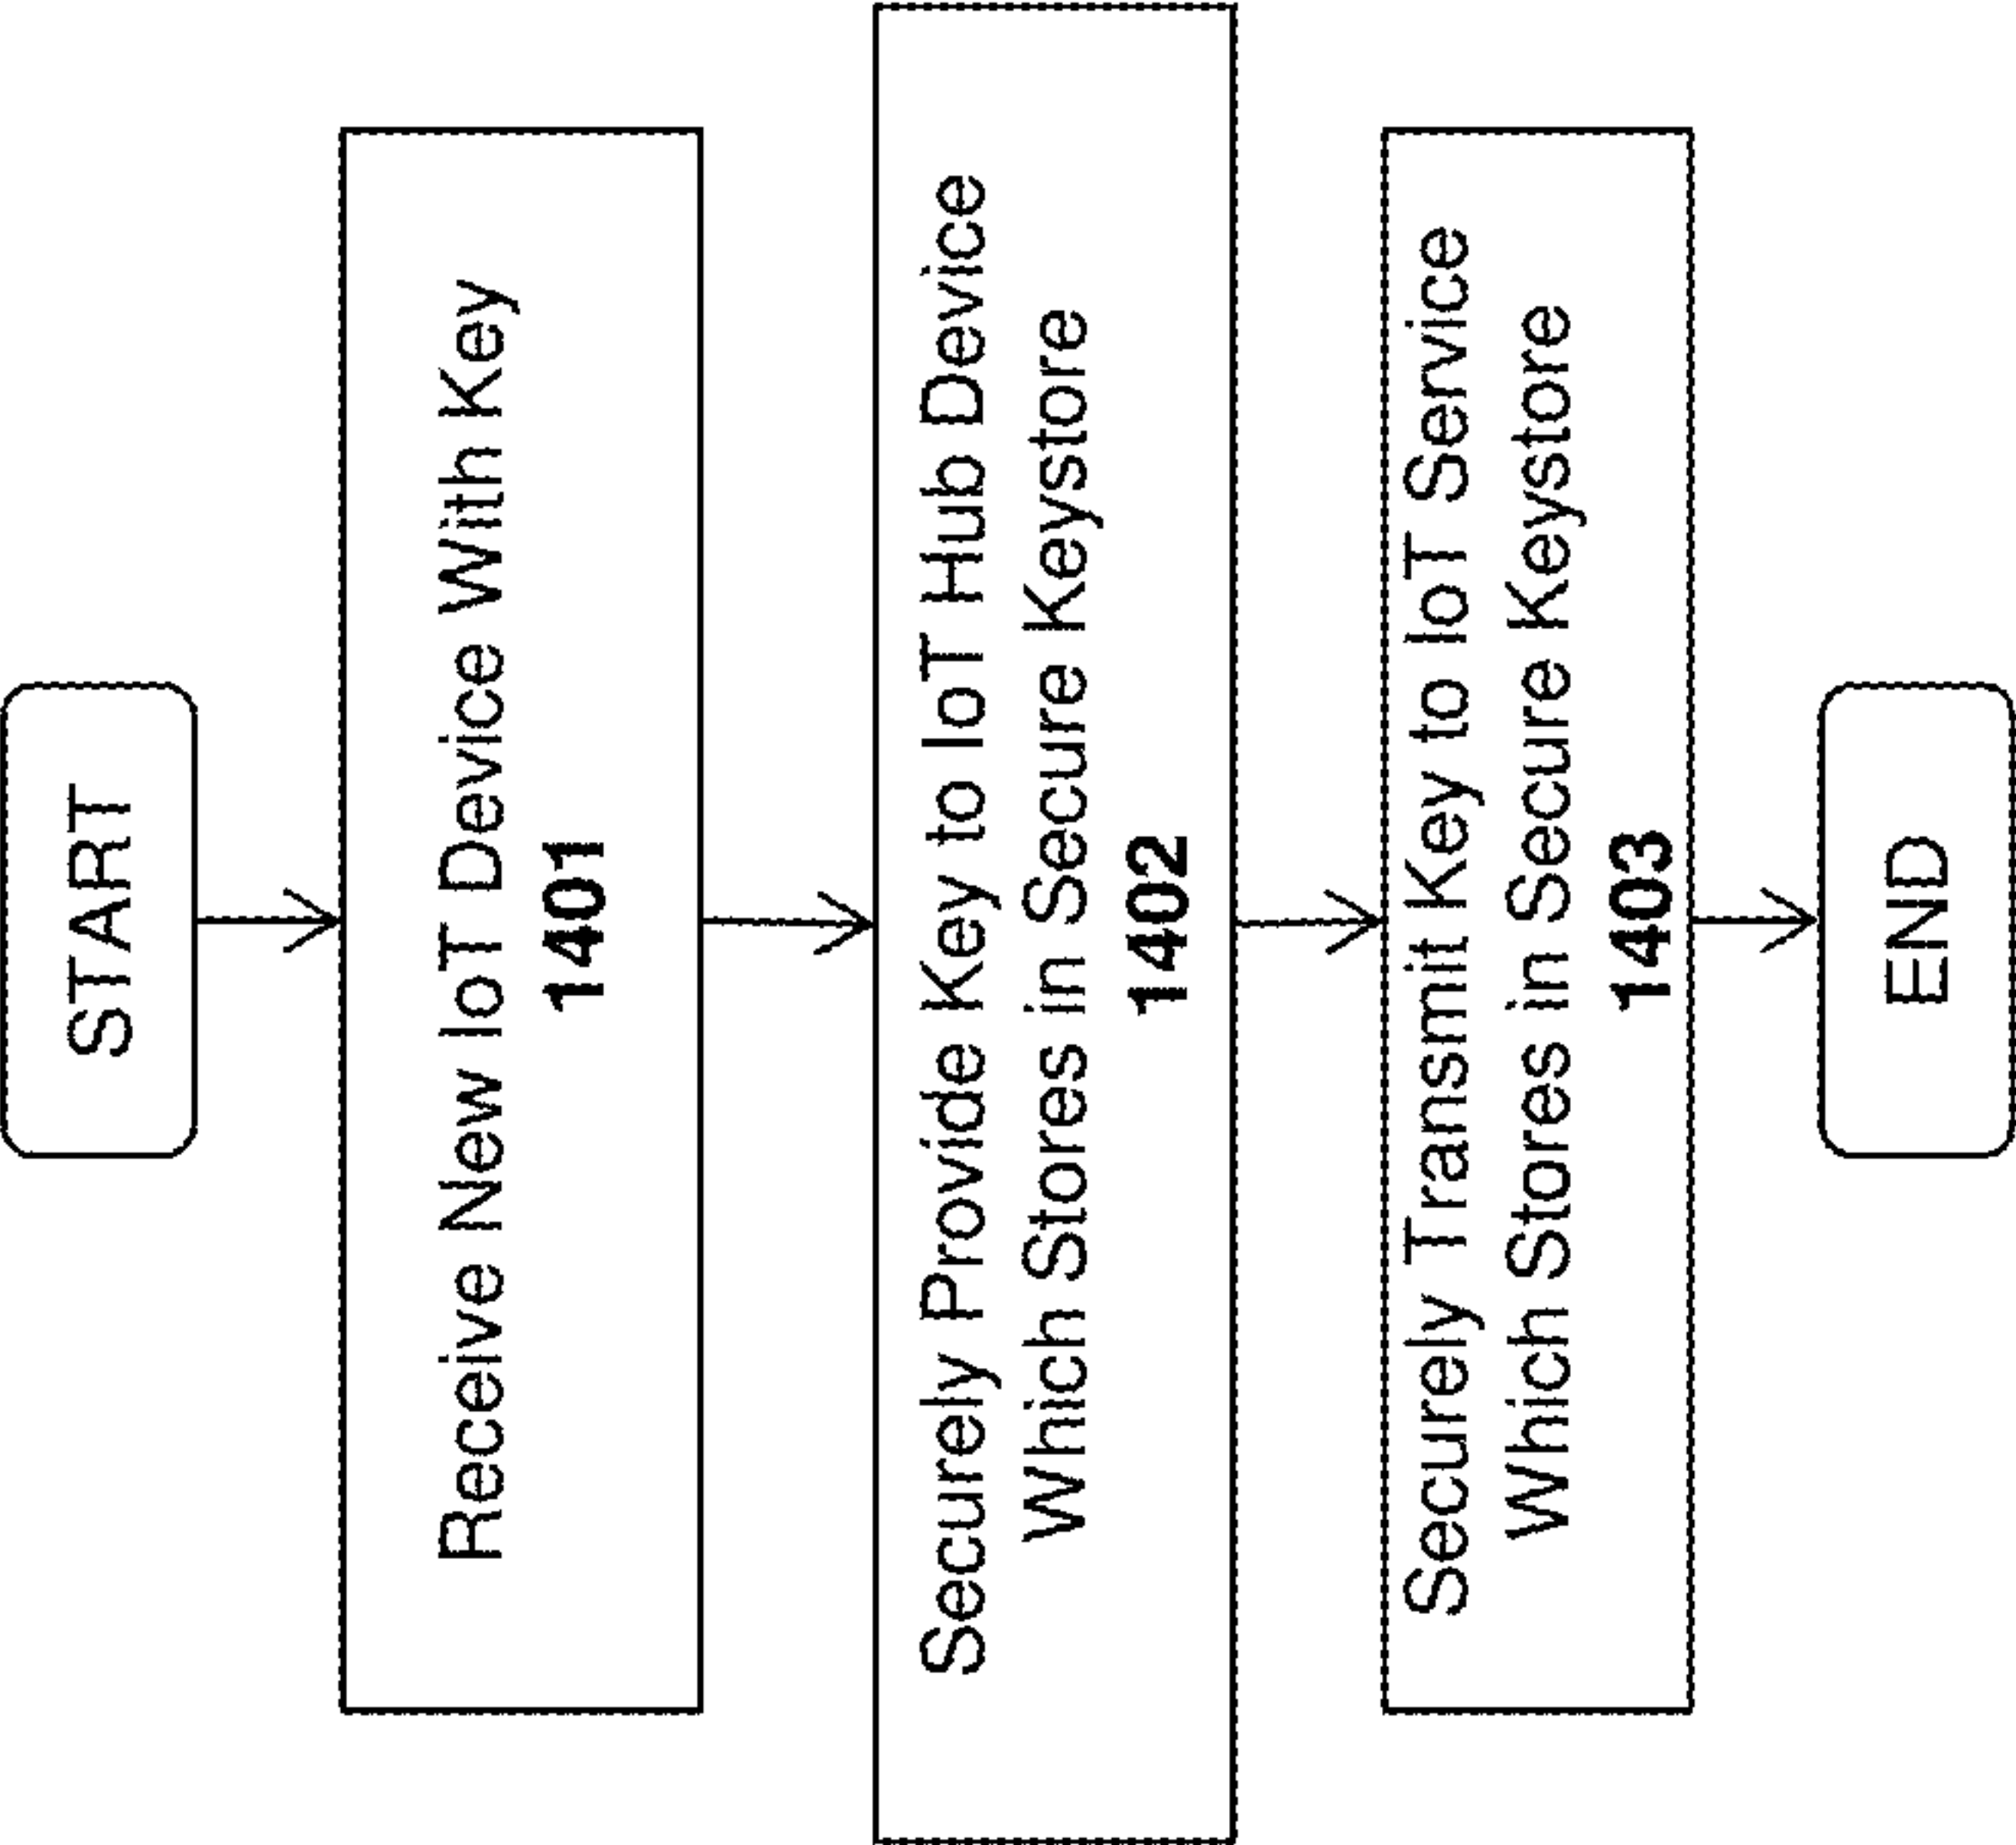 START
Receive New IoT Device With Key
1401
Securely Provide Key to IoT Hub Device
Which Stores in Secure Keystore
1402
Securely Transmit Key to IoT Service
Which Stores in Secure Keystore
1403
END